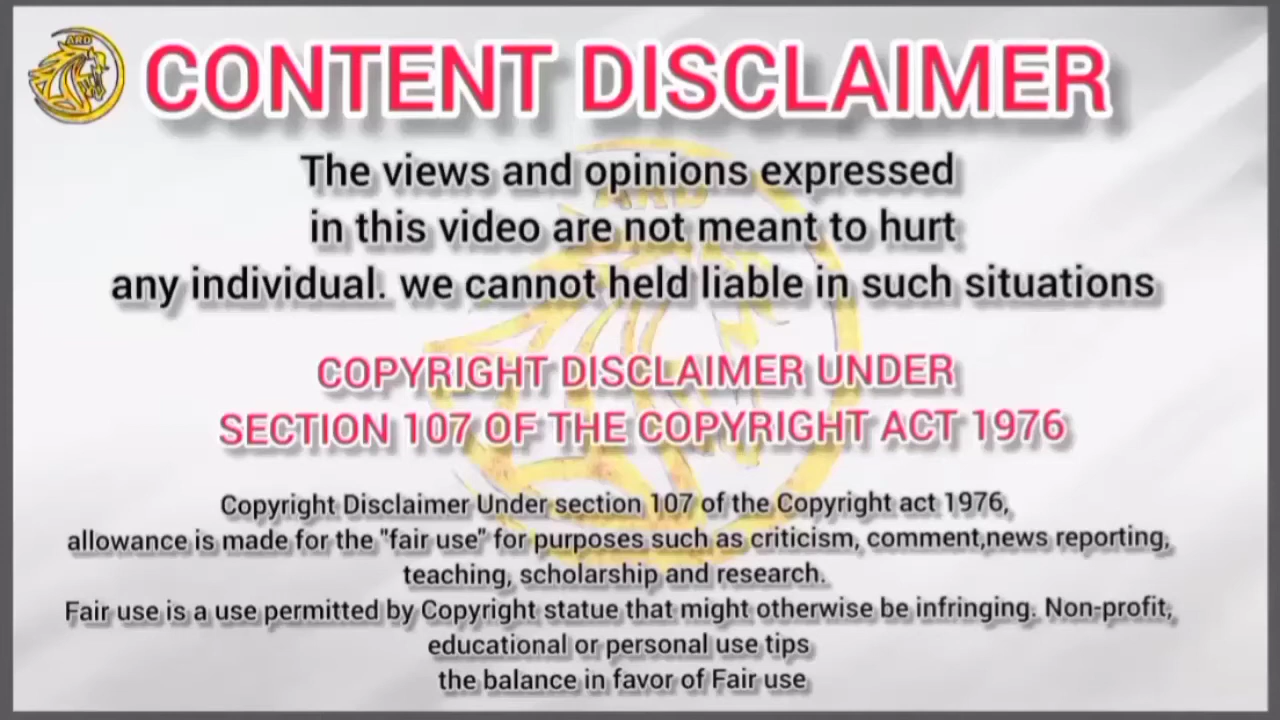 ARD
CONTENT DISCLAIMER
The views and opinions expressed
in this video are not meant to hurt
any individual. we cannot held liable in such situations
COPYRIGHT DISCLAIMER UNDER
SECTION 107 OF THE COPYRIGHT ACT 1976
Copyright Disclaimer Under section 107 of the Copyright act 1976,
allowance is made for the "fair use" for purposes such as criticism, comment,news reporting,
teaching, scholarship and research.
Fair use is a use permitted by Copyright statue that might otherwise be infringing. Non-profit,
educational or personal use tips
the balance in favor of Fair use